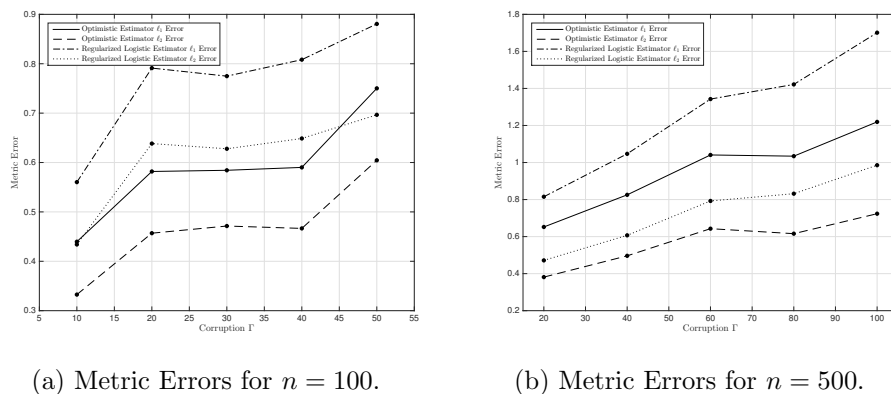 Optimistic Estimator ℓ₁ Error
Optimistic Estimator ℓ₂ Error
Regularized Logistic Estimator ℓ₁ Error
Regularized Logistic Estimator ℓ₂ Error
Metric Error
0.9
0.8
0.7
0.6
0.5
0.4
0.3
5 10 15 20 25 30 35 40 45 50 55
Corruption Γ
(a) Metric Errors for n = 100.
Optimistic Estimator ℓ₁ Error
Optimistic Estimator ℓ₂ Error
Regularized Logistic Estimator ℓ₁ Error
Regularized Logistic Estimator ℓ₂ Error
Metric Error
1.8
1.6
1.4
1.2
1
0.8
0.6
0.4
0.2
20 30 40 50 60 70 80 90 100
Corruption Γ
(b) Metric Errors for n = 500.